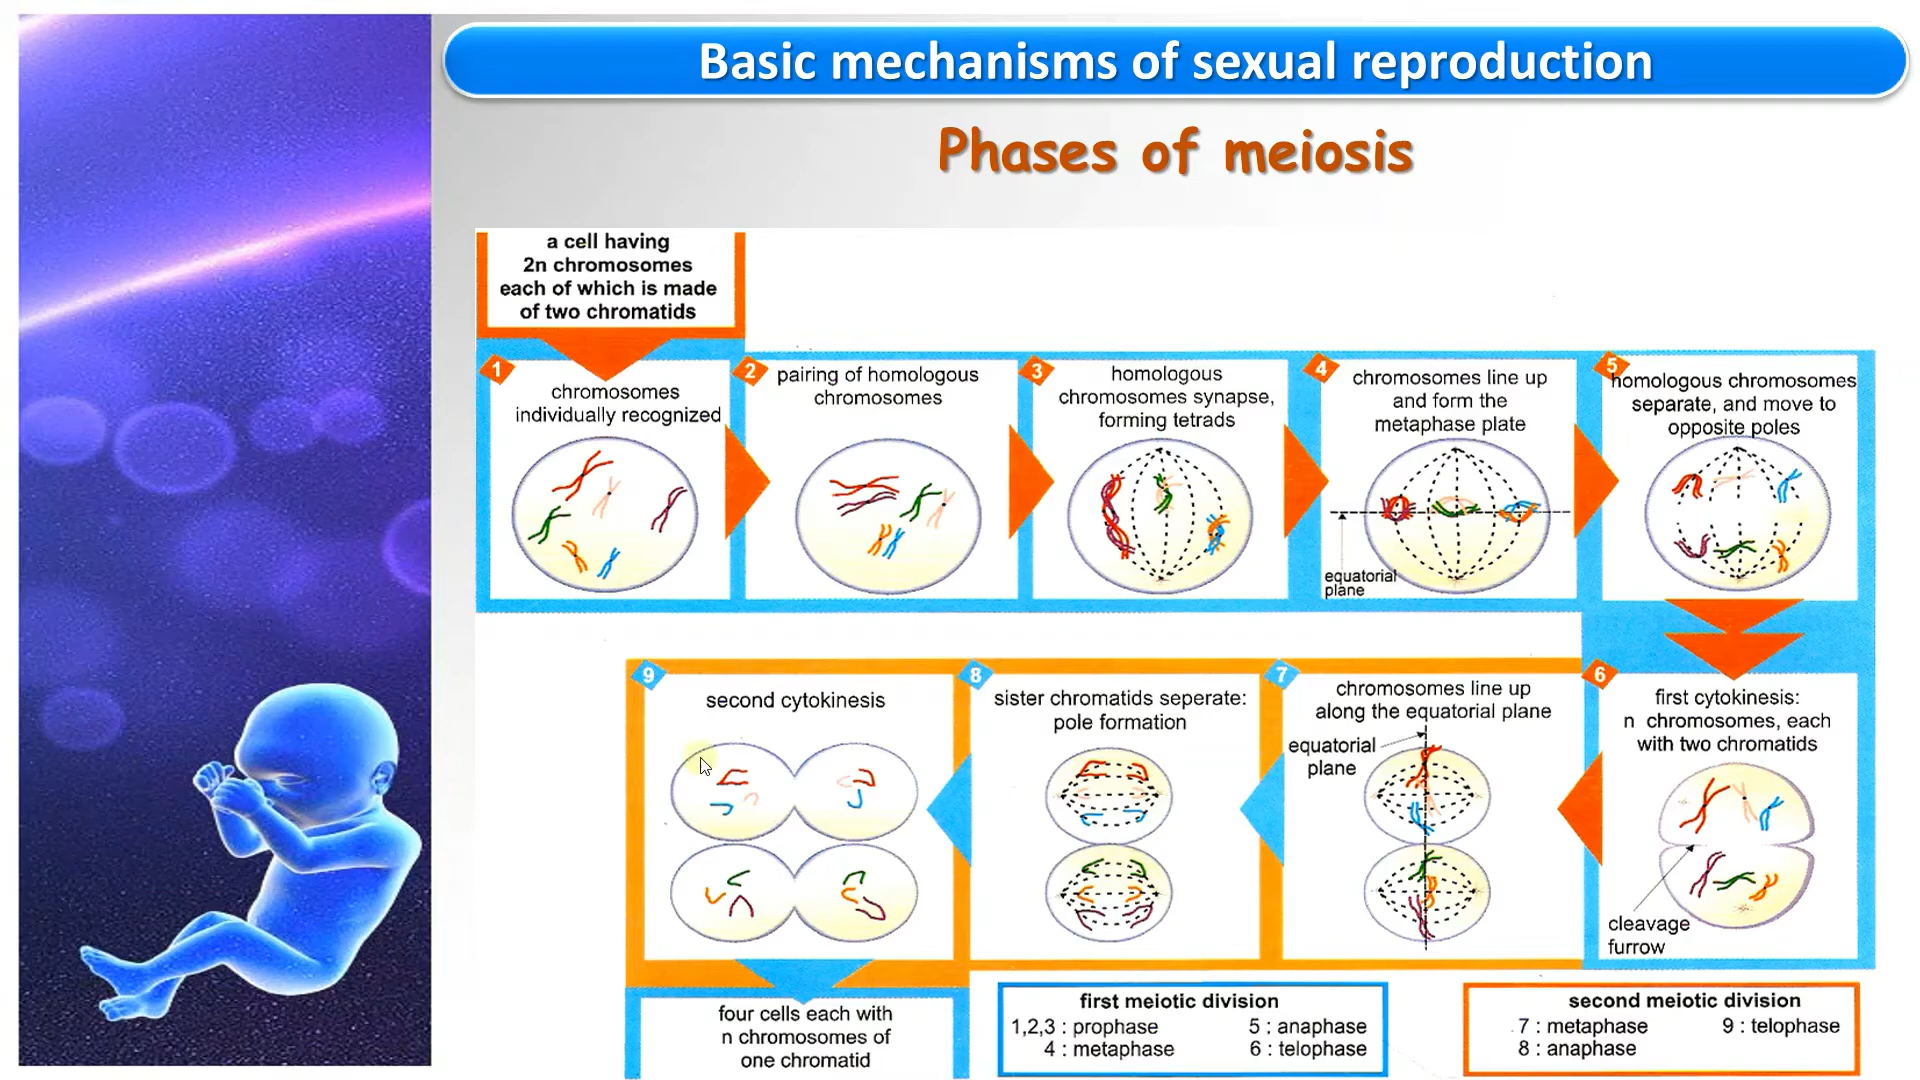 Basic mechanisms of sexual reproduction
Phases of meiosis
a cell having
2n chromosomes
each of which is made
of two chromatids
1
chromosomes
individually recognized
2
pairing of homologous
chromosomes
3
homologous
chromosomes synapse,
forming tetrads
4
chromosomes line up
and form the
metaphase plate
equatorial
plane
5
homologous chromosomes
separate, and move to
opposite poles
6
first cytokinesis:
n chromosomes, each
with two chromatids
cleavage
furrow
7
chromosomes line up
along the equatorial plane
equatorial
plane
8
sister chromatids seperate:
pole formation
9
second cytokinesis
four cells each with
n chromosomes of
one chromatid
first meiotic division
1,2,3 : prophase 5 : anaphase
4 : metaphase 6 : telophase
second meiotic division
7 : metaphase 9 : telophase
8 : anaphase